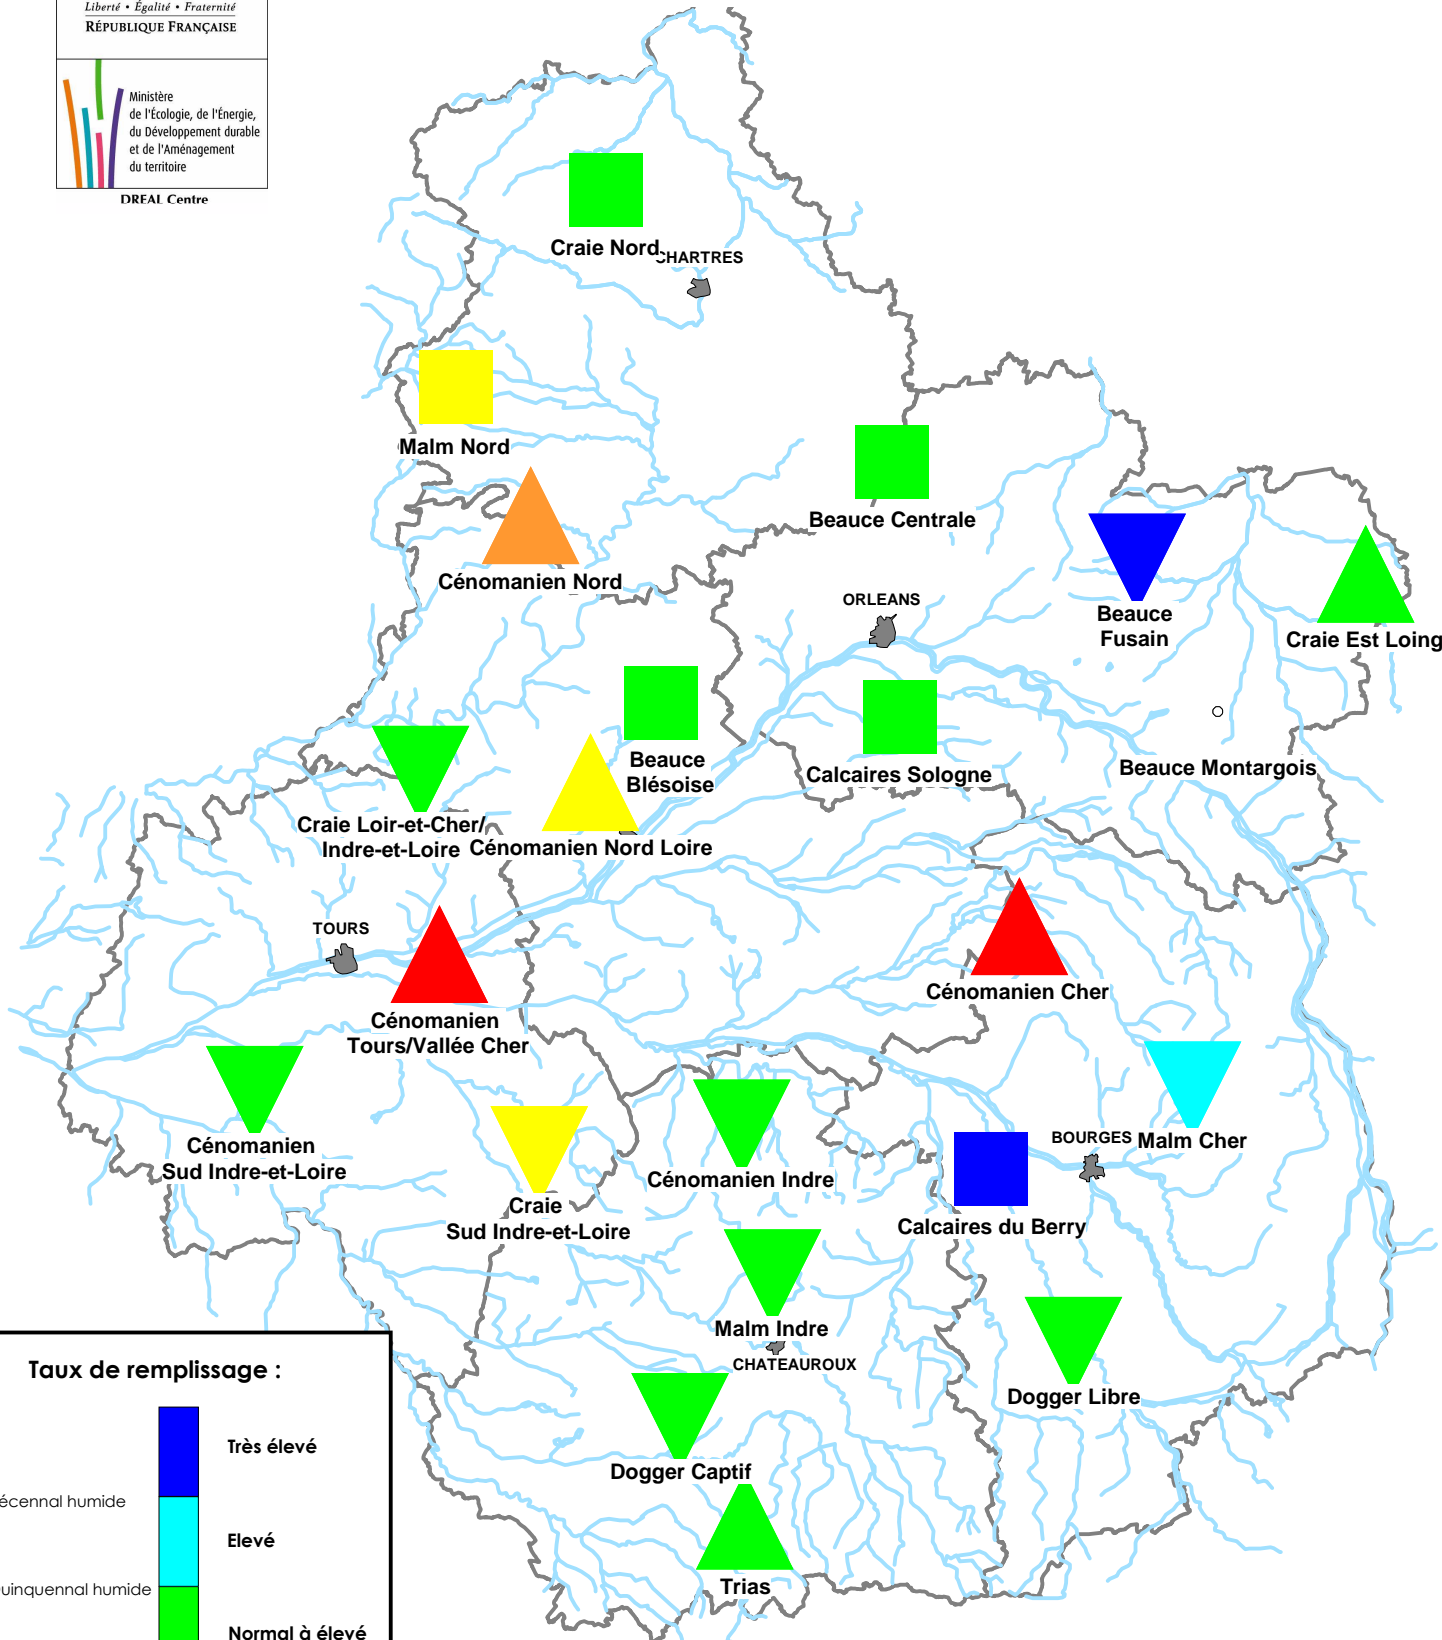 Liberté • Égalité • Fraternité
RÉPUBLIQUE FRANÇAISE
Ministère
de l'Écologie, de l'Énergie,
du Développement durable
et de l'Aménagement
du territoire
DREAL Centre
Craie Nord
CHARTRES
Malm Nord
Beauce Centrale
Cénomanien Nord
ORLEANS
Beauce
Fusain
Craie Est Loing
Beauce
Blésoise
Calcaires Sologne
Beauce Montargois
Craie Loir-et-Cher/
Indre-et-Loire
Cénomanien Nord Loire
TOURS
Cénomanien
Tours/Vallée Cher
Cénomanien Cher
Cénomanien
Sud Indre-et-Loire
Craie
Sud Indre-et-Loire
Cénomanien Indre
BOURGES
Malm Cher
Calcaires du Berry
Malm Indre
CHATEAUROUX
Dogger Libre
Dogger Captif
Trias
Taux de remplissage :
Très élevé
écennal humide
Elevé
uinquennal humide
Normal à élevé